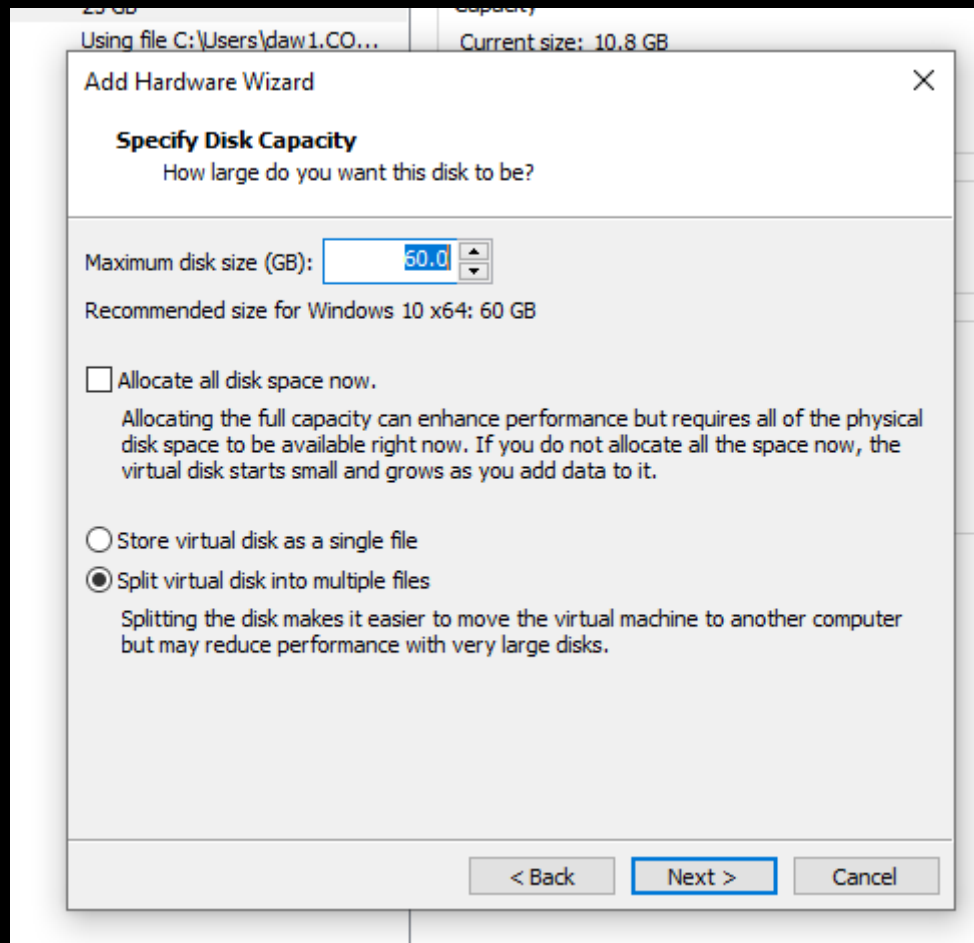 25 GB
Capacity
Using file C:\Users\daw1.CO...
Current size: 10.8 GB
Add Hardware Wizard
Specify Disk Capacity
How large do you want this disk to be?
Maximum disk size (GB): 60.0
Recommended size for Windows 10 x64: 60 GB
Allocate all disk space now.
Allocating the full capacity can enhance performance but requires all of the physical
disk space to be available right now. If you do not allocate all the space now, the
virtual disk starts small and grows as you add data to it.
Store virtual disk as a single file
Split virtual disk into multiple files
Splitting the disk makes it easier to move the virtual machine to another computer
but may reduce performance with very large disks.
< Back
Next >
Cancel